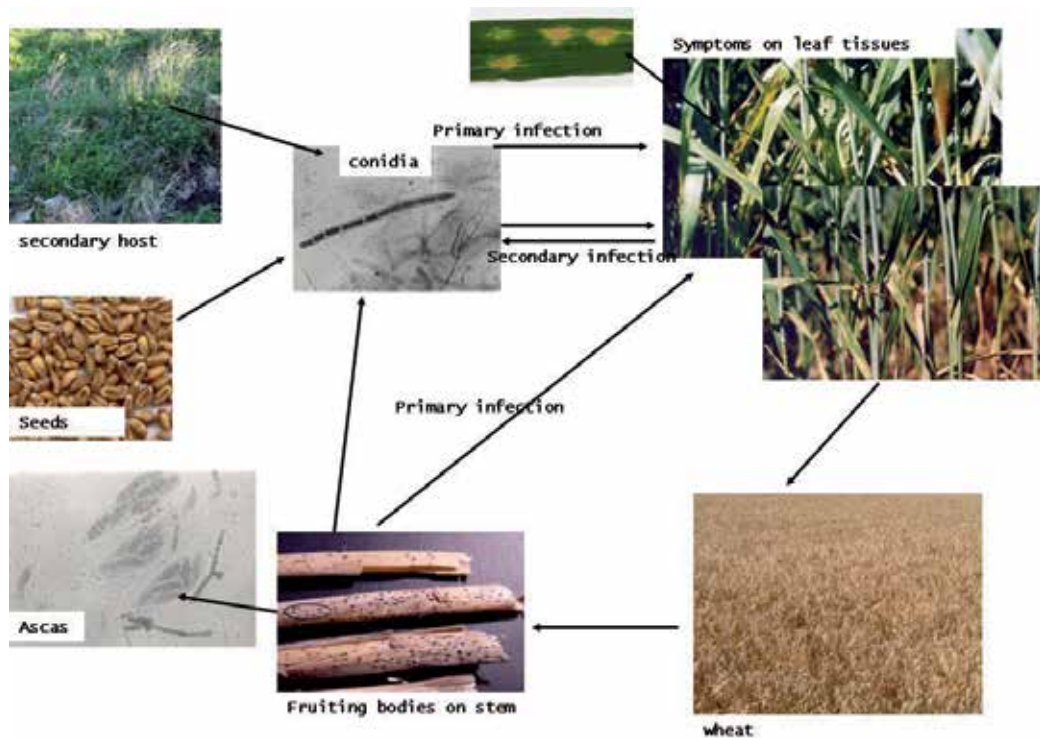 Symptoms on leaf tissues
Primary infection
conidia
secondary host
Secondary infection
Primary infection
Seeds
Ascas
Fruiting bodies on stem
wheat